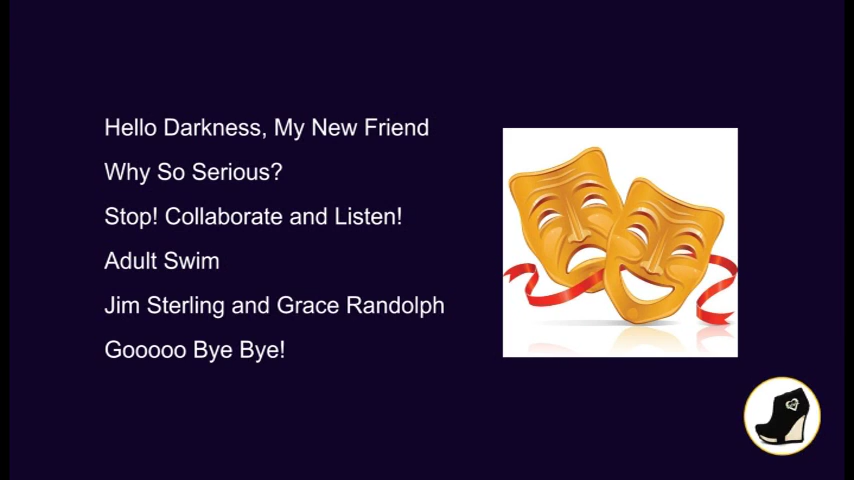 Hello Darkness, My New Friend
Why So Serious?
Stop! Collaborate and Listen!
Adult Swim
Jim Sterling and Grace Randolph
Gooooo Bye Bye!